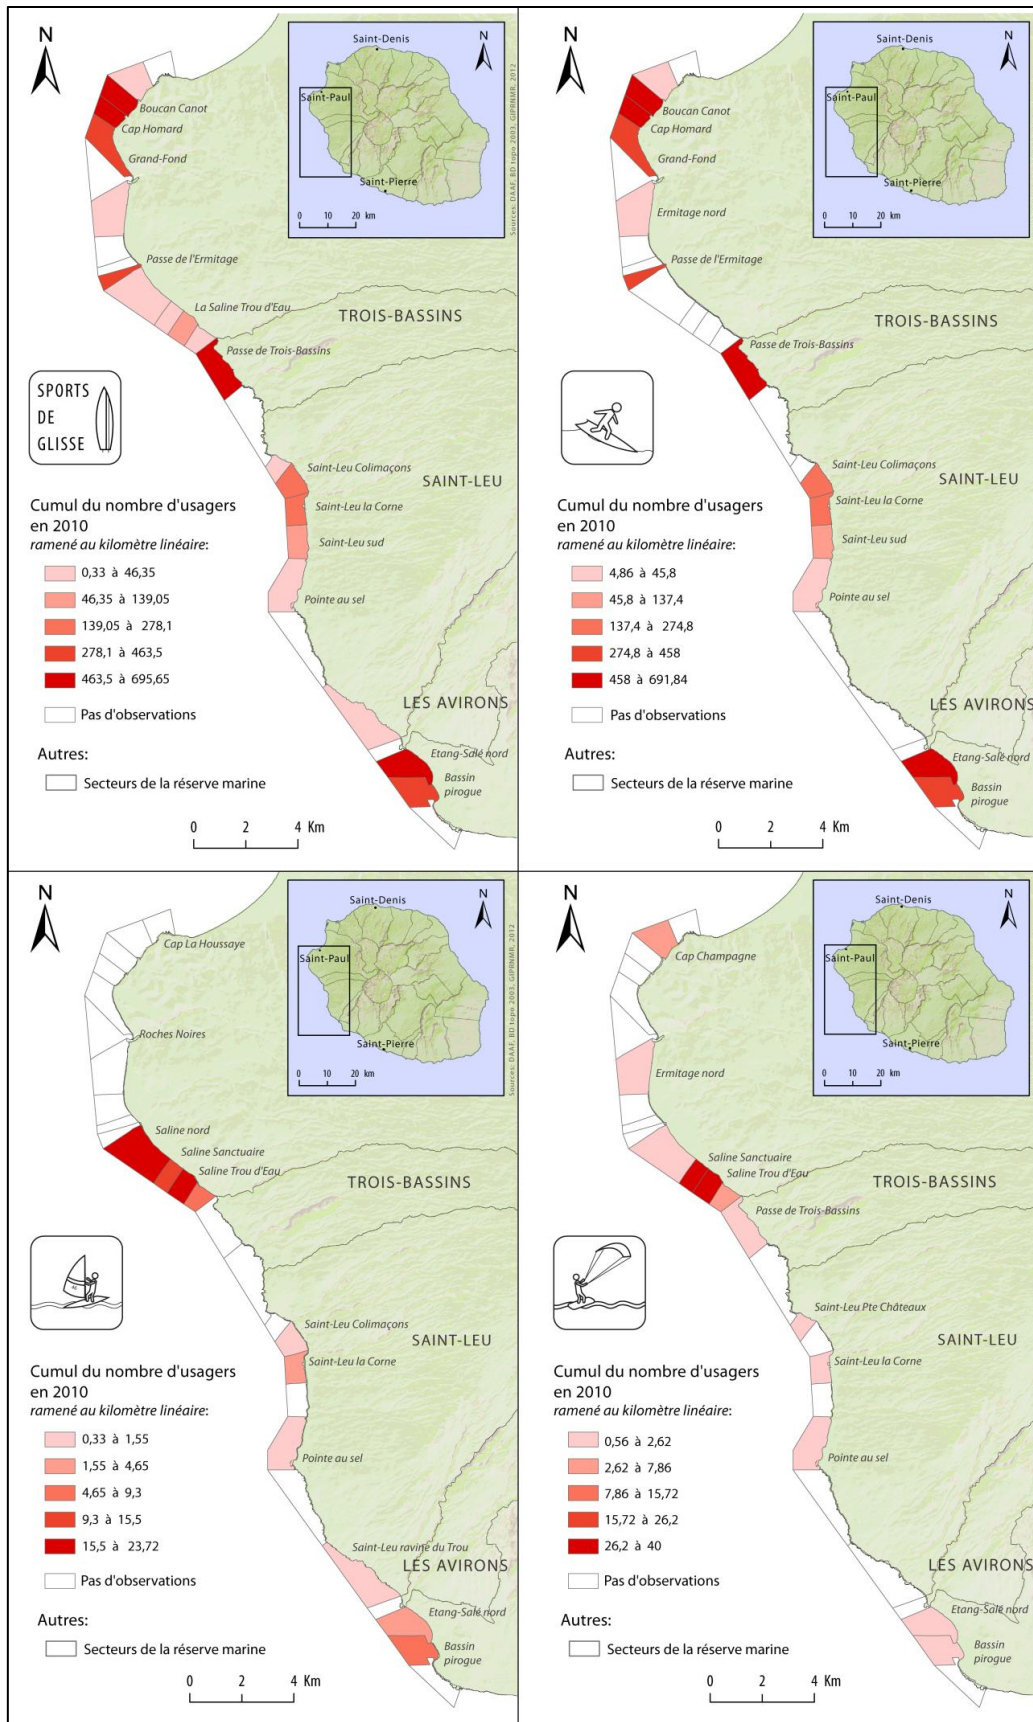 N
Saint-Denis
N
Saint-Paul
Saint-Pierre
0 10 20 km
Sources: DAAF, BD topo 2003, GIPRNMR, 2012
Boucan Canot
Cap Homard
Grand-Fond
Passe de l'Ermitage
La Saline Trou d'Eau
TROIS-BASSINS
Passe de Trois-Bassins
SPORTS
DE
GLISSE
Saint-Leu Colimaçons
SAINT-LEU
Saint-Leu la Corne
Saint-Leu sud
Pointe au sel
Cumul du nombre d'usagers
en 2010
ramené au kilomètre linéaire:
0,33 à 46,35
46,35 à 139,05
139,05 à 278,1
278,1 à 463,5
463,5 à 695,65
Pas d'observations
Autres:
Secteurs de la réserve marine
LES AVIRONS
Etang-Salé nord
Bassin
pirogue
0 2 4 Km
N
Saint-Denis
N
Saint-Paul
Saint-Pierre
0 10 20 km
Boucan Canot
Cap Homard
Grand-Fond
Ermitage nord
Passe de l'Ermitage
TROIS-BASSINS
Passe de Trois-Bassins
Saint-Leu Colimaçons
SAINT-LEU
Saint-Leu la Corne
Saint-Leu sud
Pointe au sel
Cumul du nombre d'usagers
en 2010
ramené au kilomètre linéaire:
4,86 à 45,8
45,8 à 137,4
137,4 à 274,8
274,8 à 458
458 à 691,84
Pas d'observations
Autres:
Secteurs de la réserve marine
LES AVIRONS
Etang-Salé nord
Bassin
pirogue
0 2 4 Km
N
Saint-Denis
N
Saint-Paul
Saint-Pierre
0 10 20 km
Sources: DAAF, BD topo 2003, GIPRNMR, 2012
Cap La Houssaye
Roches Noires
Saline nord
Saline Sanctuaire
Saline Trou d'Eau
TROIS-BASSINS
Saint-Leu Colimaçons
SAINT-LEU
Saint-Leu la Corne
Pointe au sel
Cumul du nombre d'usagers
en 2010
ramené au kilomètre linéaire:
0,33 à 1,55
1,55 à 4,65
4,65 à 9,3
9,3 à 15,5
15,5 à 23,72
Pas d'observations
Autres:
Secteurs de la réserve marine
Saint-Leu ravine du Trou
LES AVIRONS
Etang-Salé nord
Bassin
pirogue
0 2 4 Km
N
Saint-Denis
N
Saint-Paul
Saint-Pierre
0 10 20 km
Cap Champagne
Ermitage nord
Saline Sanctuaire
Saline Trou d'Eau
TROIS-BASSINS
Passe de Trois-Bassins
Saint-Leu Pte Châteaux
SAINT-LEU
Saint-Leu la Corne
Pointe au sel
Cumul du nombre d'usagers
en 2010
ramené au kilomètre linéaire:
0,56 à 2,62
2,62 à 7,86
7,86 à 15,72
15,72 à 26,2
26,2 à 40
Pas d'observations
Autres:
Secteurs de la réserve marine
LES AVIRONS
Etang-Salé nord
Bassin
pirogue
0 2 4 Km